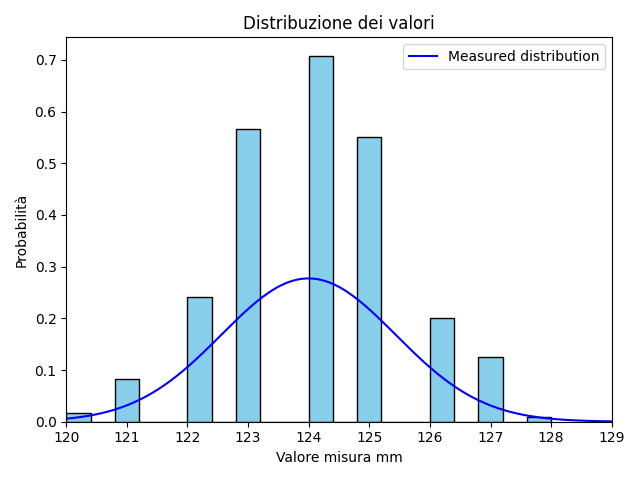 Distribuzione dei valori
Measured distribution
0.7
0.6
0.5
0.4
0.3
0.2
0.1
0.0
Probabilità
120 121 122 123 124 125 126 127 128 129
Valore misura mm